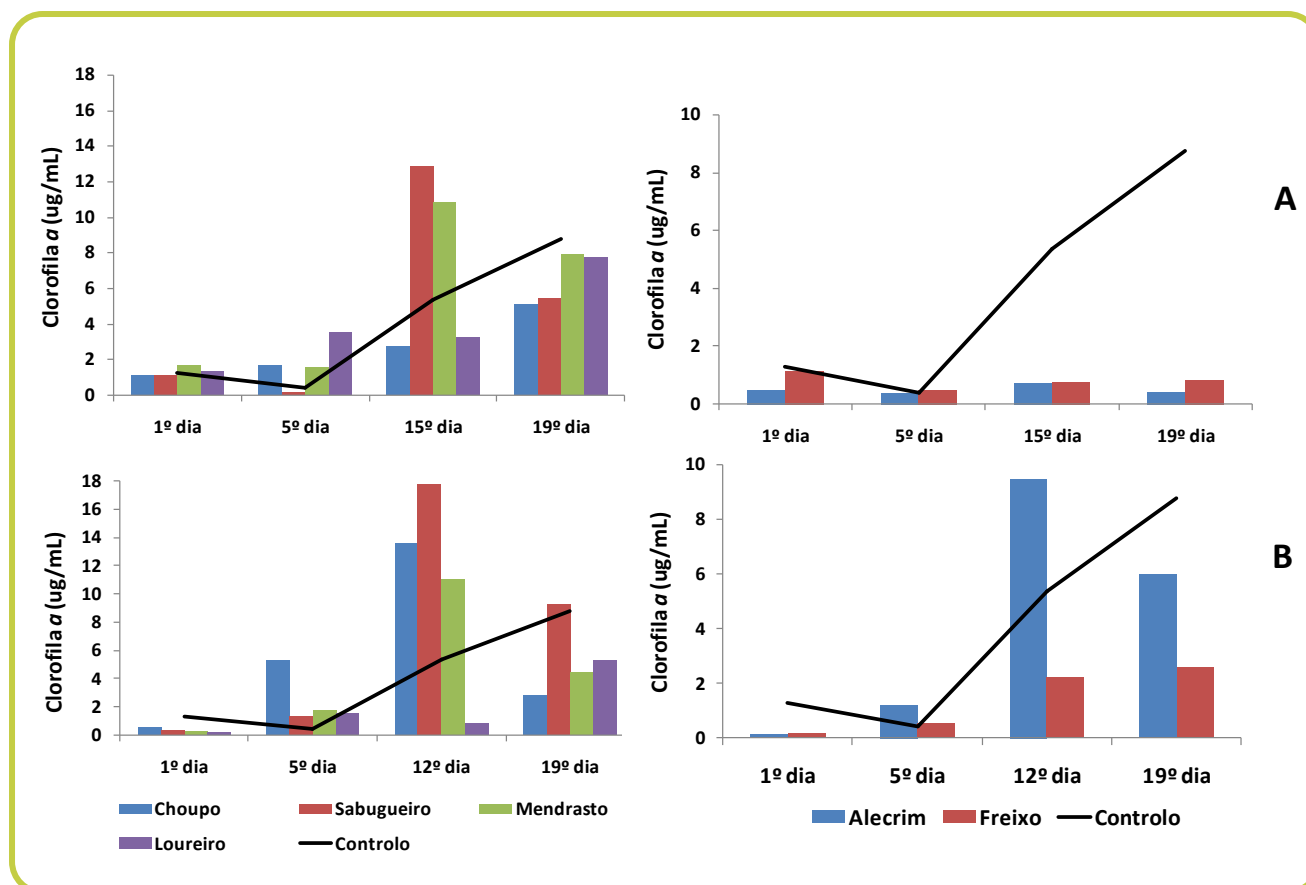 Clorofila a (ug/mL)
18
16
14
12
10
8
6
4
2
0
1º dia 5º dia 15º dia 19º dia
Clorofila a (ug/mL)
10
8
6
4
2
0
1º dia 5º dia 15º dia 19º dia
A
Clorofila a (ug/mL)
18
16
14
12
10
8
6
4
2
0
1º dia 5º dia 12º dia 19º dia
Choupo Sabugueiro Mendrasto
Loureiro Controlo
Clorofila a (ug/mL)
10
8
6
4
2
0
1º dia 5º dia 12º dia 19º dia
Alecrim Freixo Controlo
B